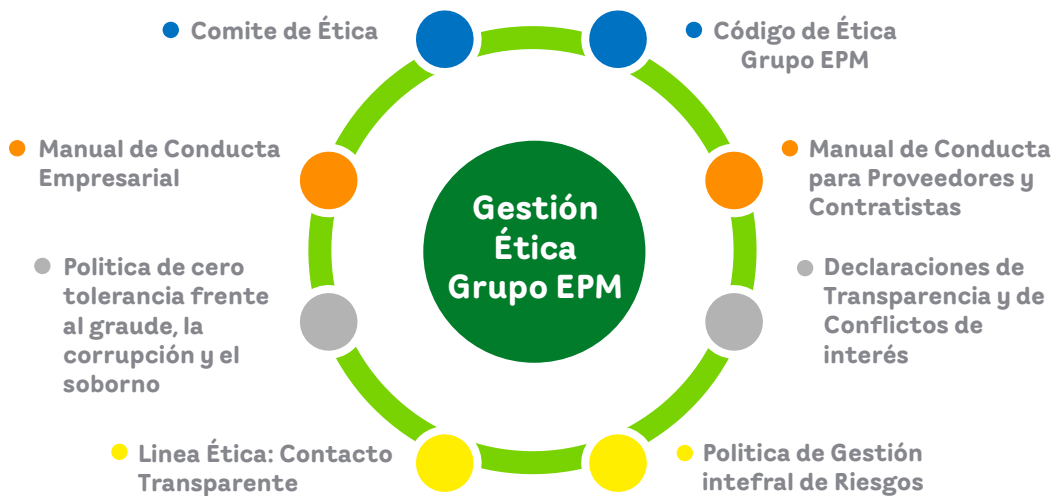 Comite de Ética
Código de Ética
Grupo EPM
Manual de Conducta
Empresarial
Manual de Conducta
para Proveedores y
Contratistas
Gestión
Ética
Grupo EPM
Politica de cero
tolerancia frente
al graude, la
corrupción y el
soborno
Declaraciones de
Transparencia y de
Conflictos de
interés
Linea Ética: Contacto
Transparente
Politica de Gestión
intefral de Riesgos